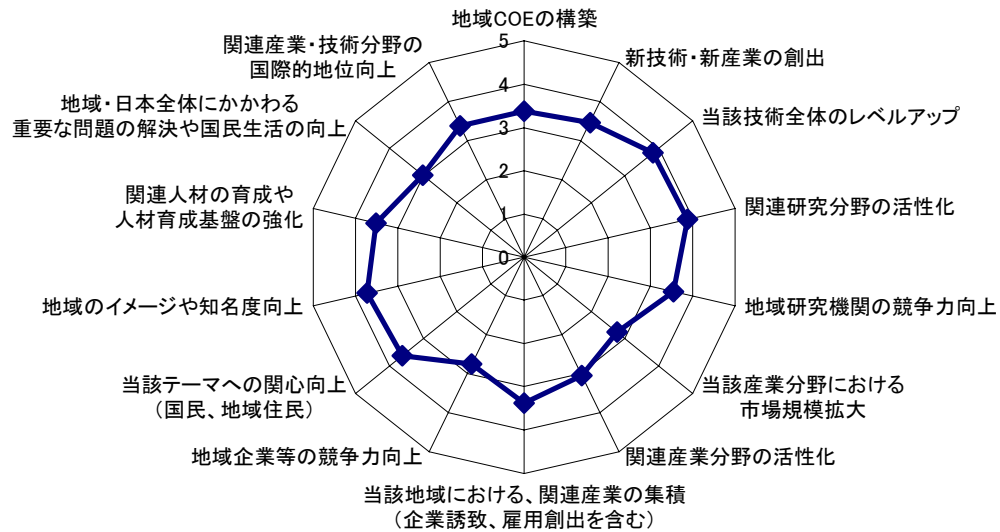 地域COEの構築
新技術・新産業の創出
当該技術全体のレベルアップ
関連研究分野の活性化
地域研究機関の競争力向上
当該産業分野における
市場規模拡大
関連産業分野の活性化
当該地域における、関連産業の集積
（企業誘致、雇用創出を含む）
地域企業等の競争力向上
当該テーマへの関心向上
（国民、地域住民）
地域のイメージや知名度向上
関連人材の育成や
人材育成基盤の強化
地域・日本全体にかかわる
重要な問題の解決や国民生活の向上
関連産業・技術分野の
国際的地位向上
5
4
3
2
1
0